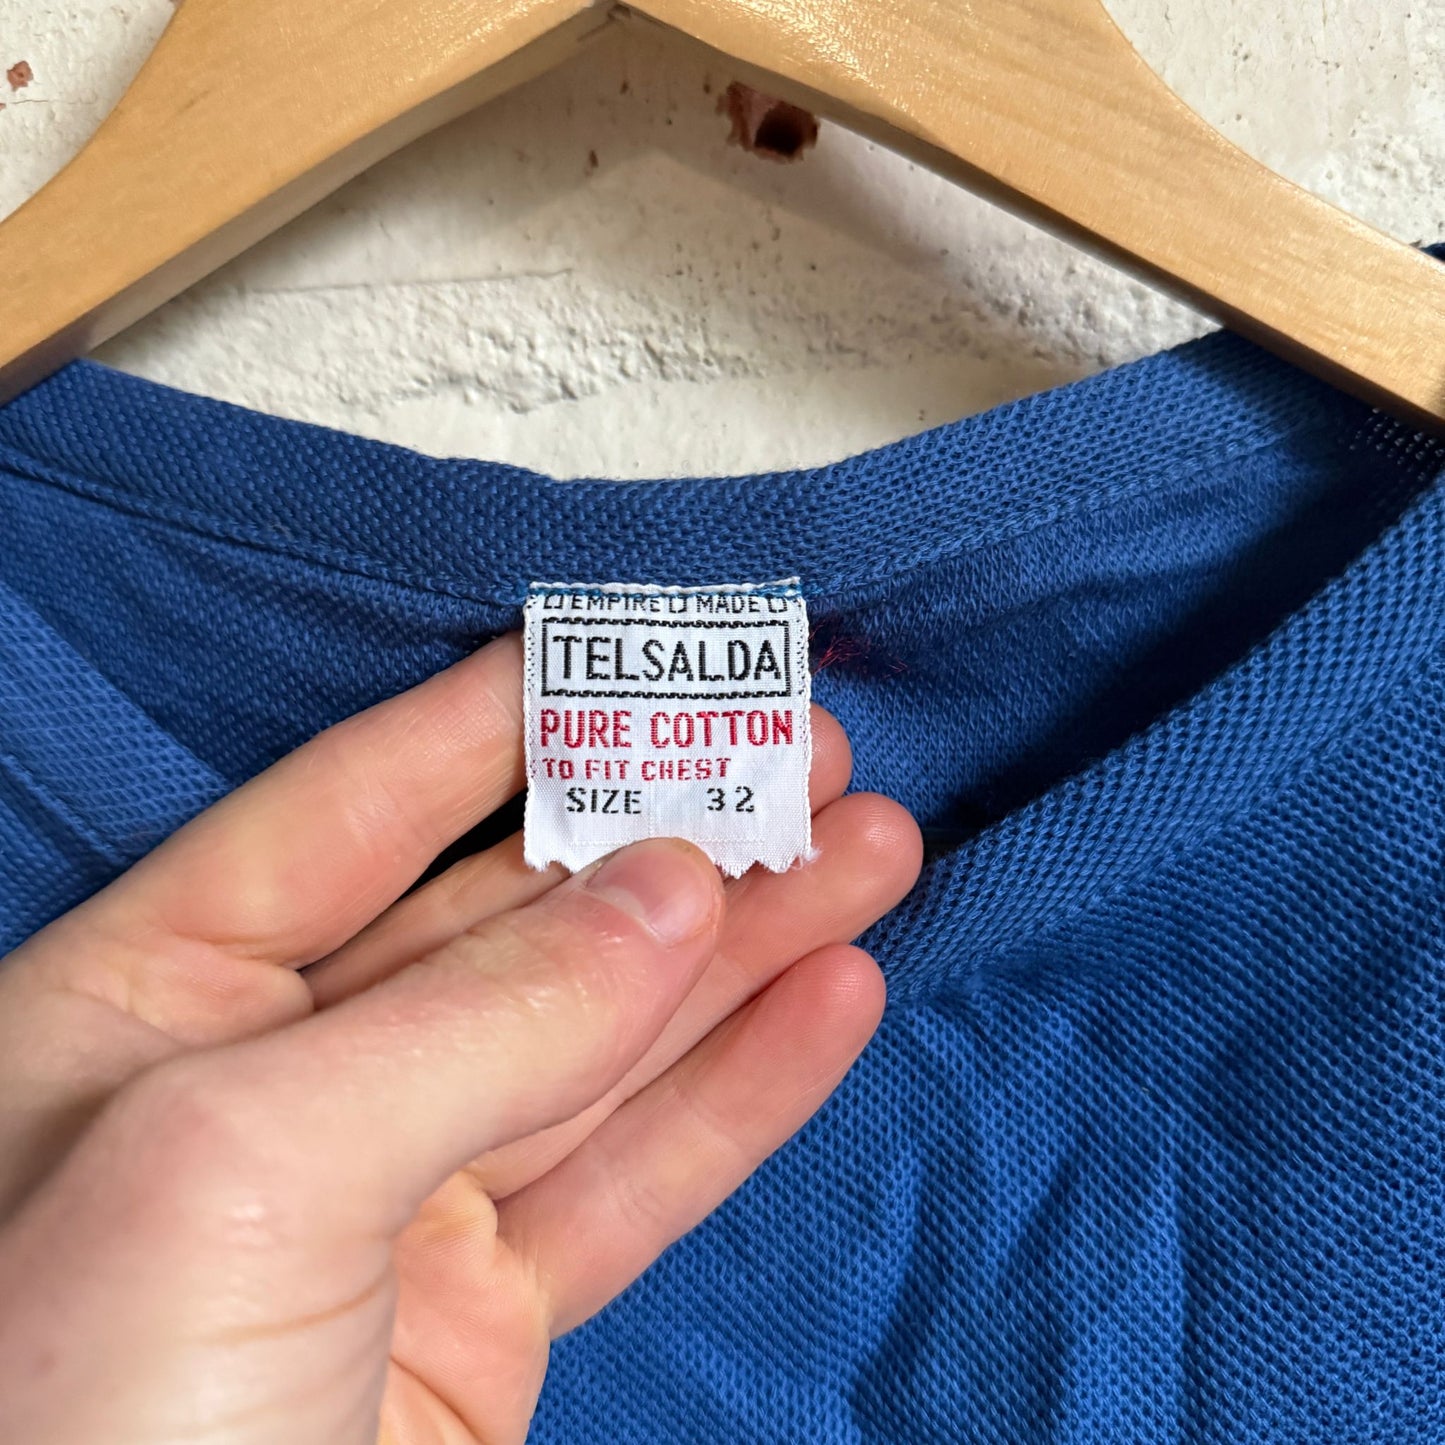 EMPIRE MADE
TELSALDA
PURE COTTON
TO FIT CHEST
SIZE 32